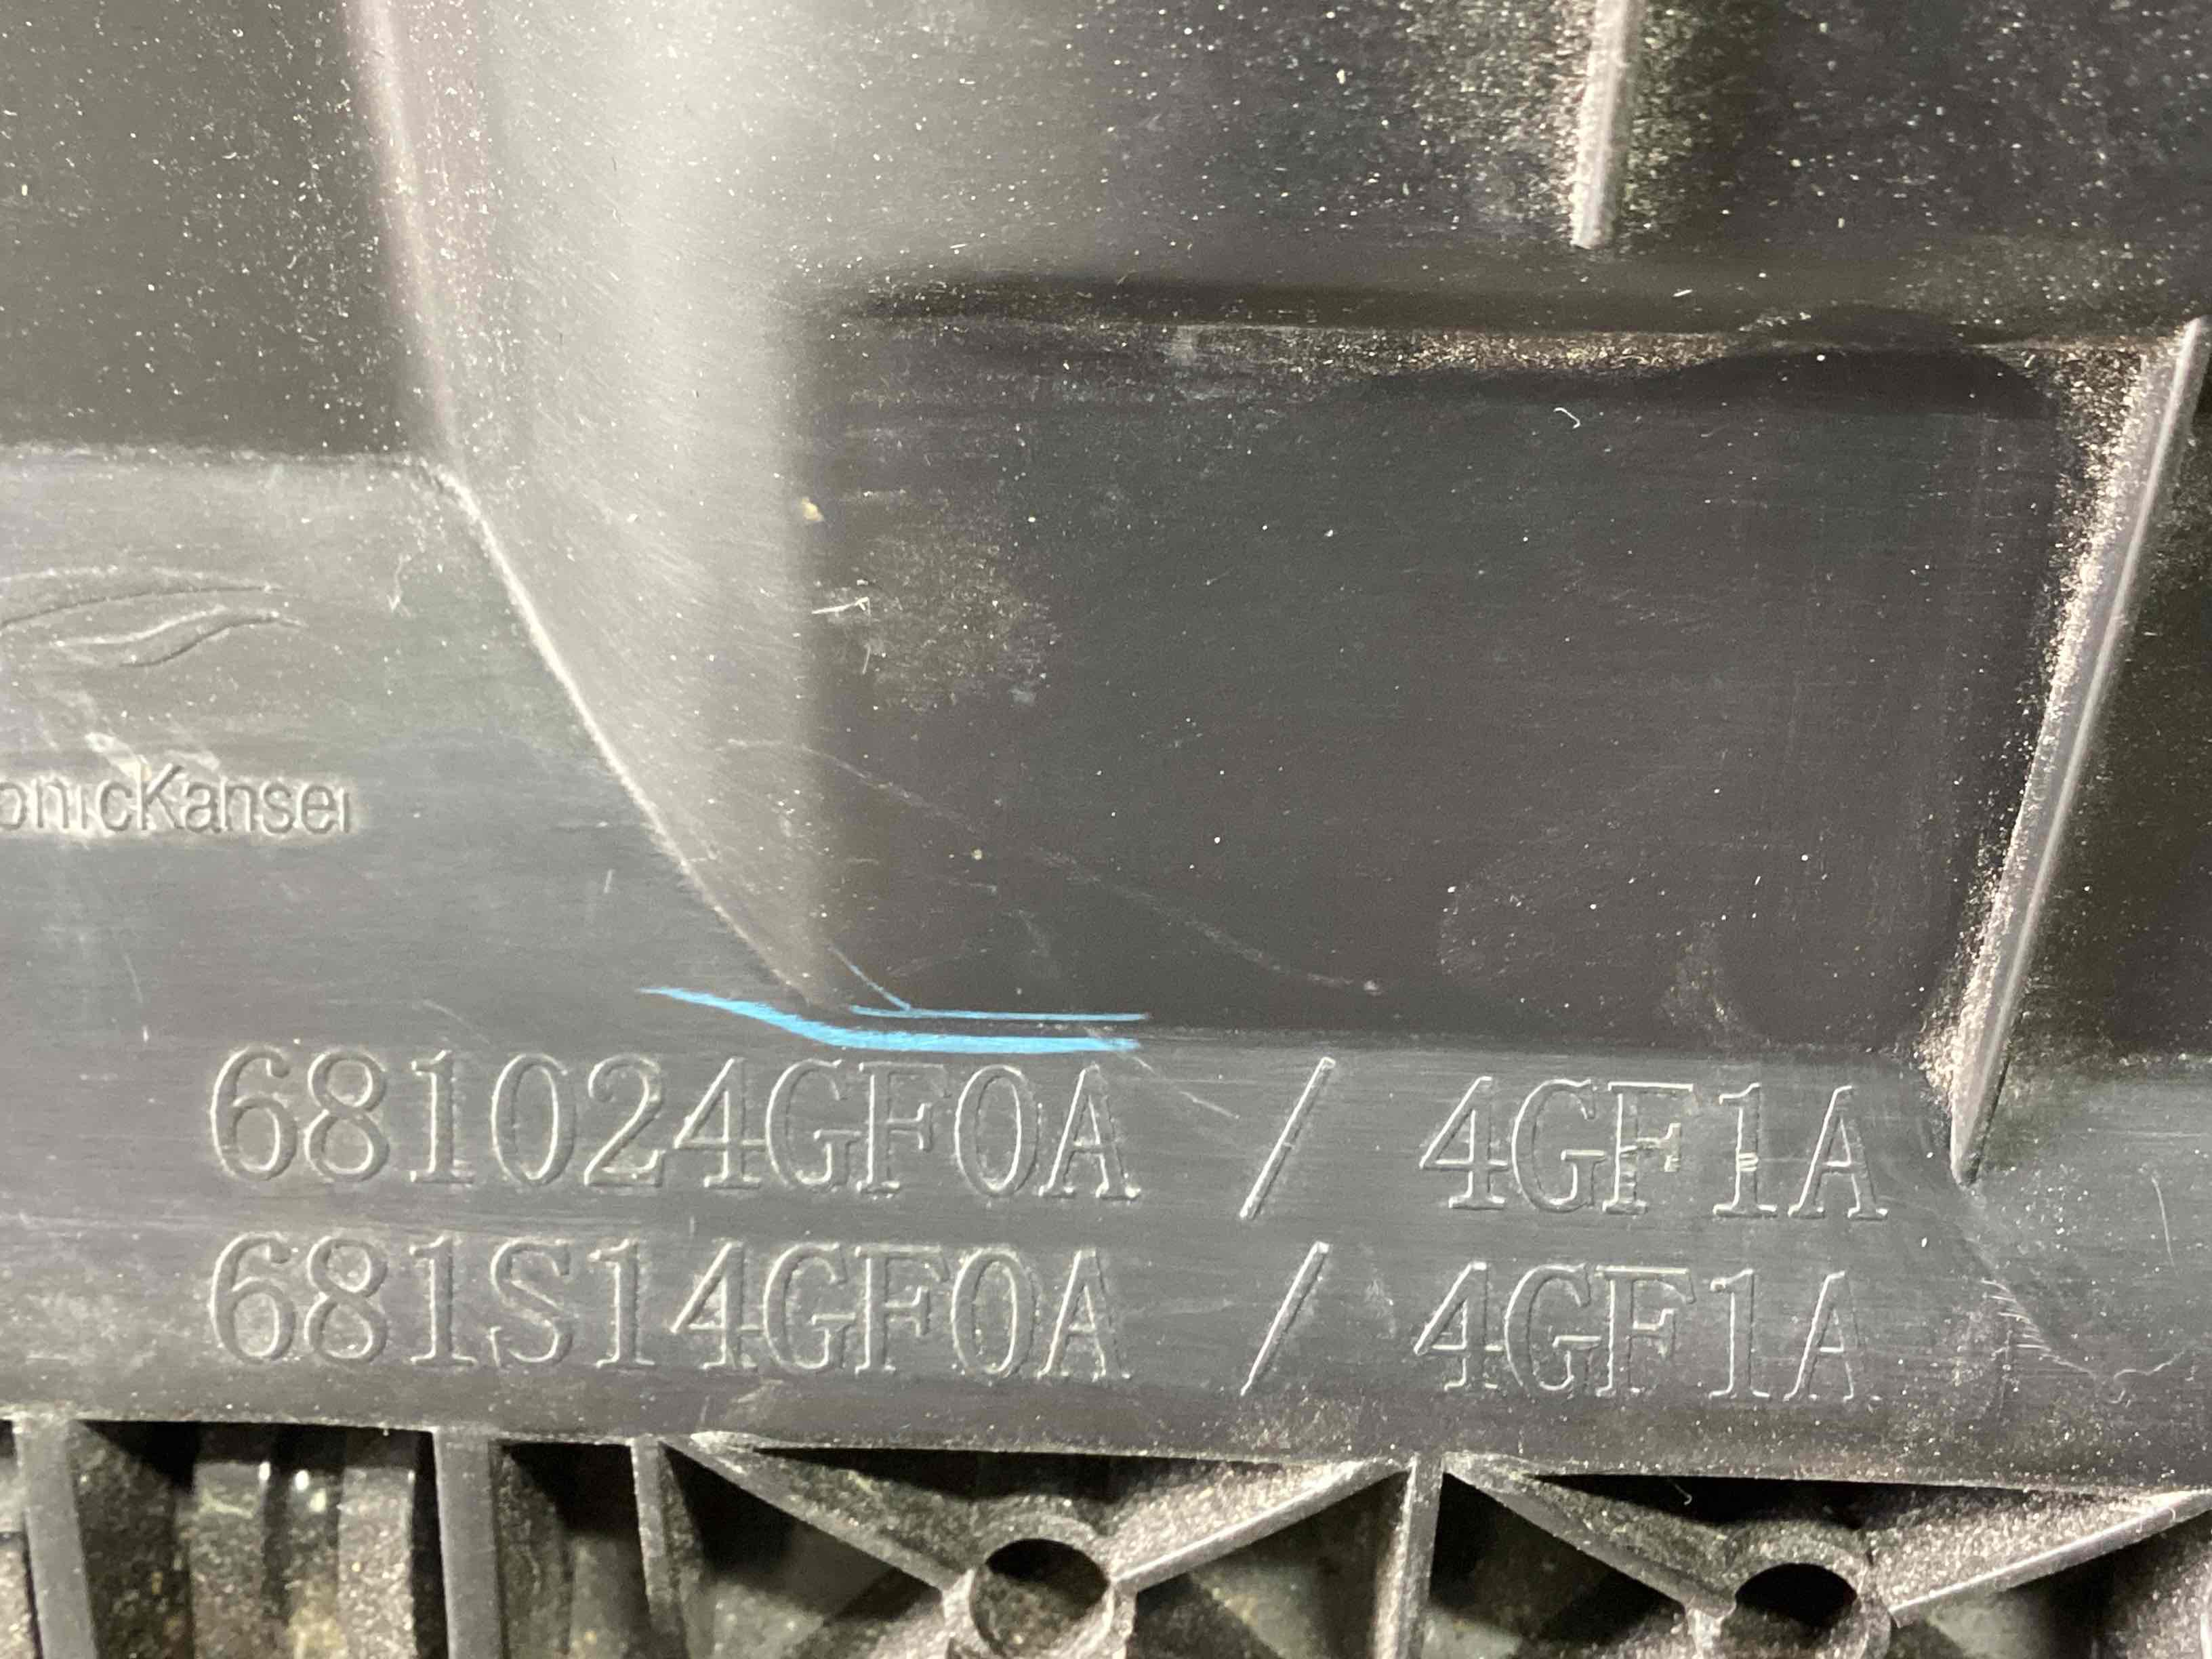 onicKansei
681024GF0A / 4GF1A
681S14GF0A / 4GF1A